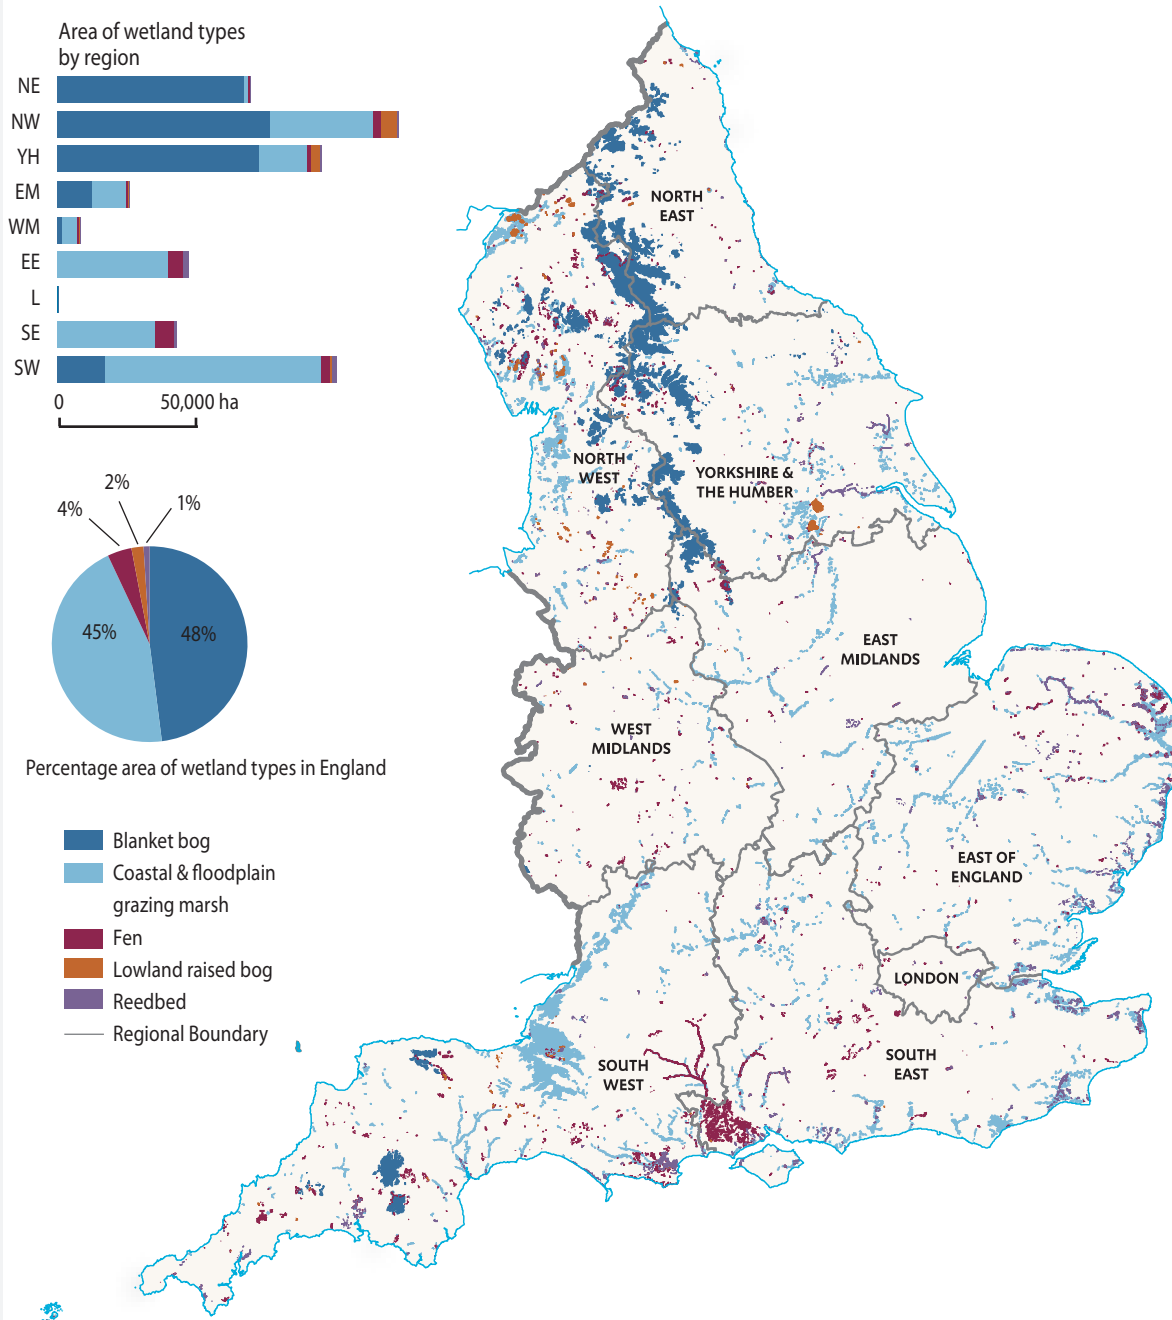 Area of wetland types
by region
NE
NW
YH
EM
WM
EE
L
SE
SW
0 50,000 ha
2%
4% 1%
45% 48%
Percentage area of wetland types in England
Blanket bog
Coastal & floodplain
grazing marsh
Fen
Lowland raised bog
Reedbed
Regional Boundary
NORTH
EAST
NORTH
WEST
YORKSHIRE &
THE HUMBER
EAST
MIDLANDS
WEST
MIDLANDS
EAST OF
ENGLAND
LONDON
SOUTH
WEST
SOUTH
EAST